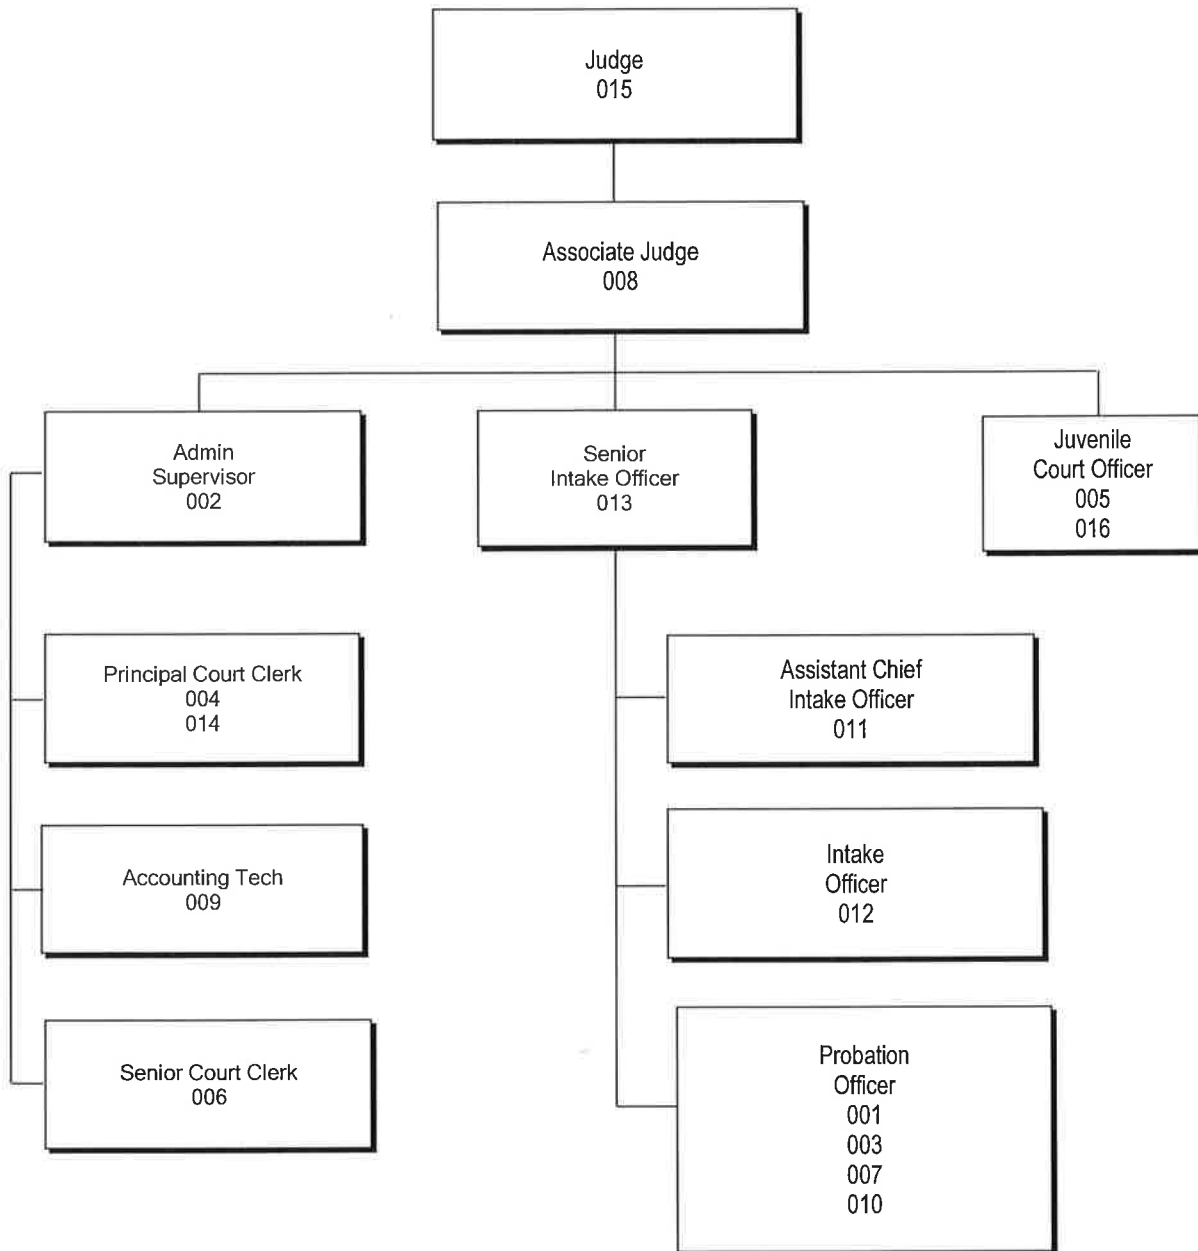 Judge
015
Associate Judge
008
Admin
Supervisor
002
Senior
Intake Officer
013
Juvenile
Court Officer
005
016
Principal Court Clerk
004
014
Assistant Chief
Intake Officer
011
Accounting Tech
009
Intake
Officer
012
Senior Court Clerk
006
Probation
Officer
001
003
007
010